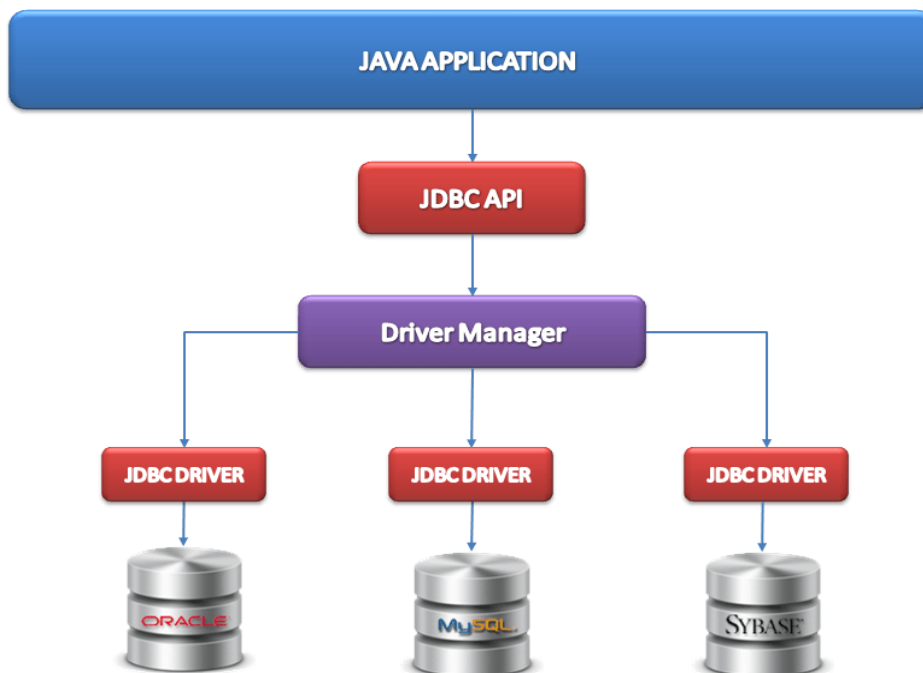 JAVA APPLICATION
JDBC API
Driver Manager
JDBC DRIVER
JDBC DRIVER
JDBC DRIVER
ORACLE
MySQL
SYBASE